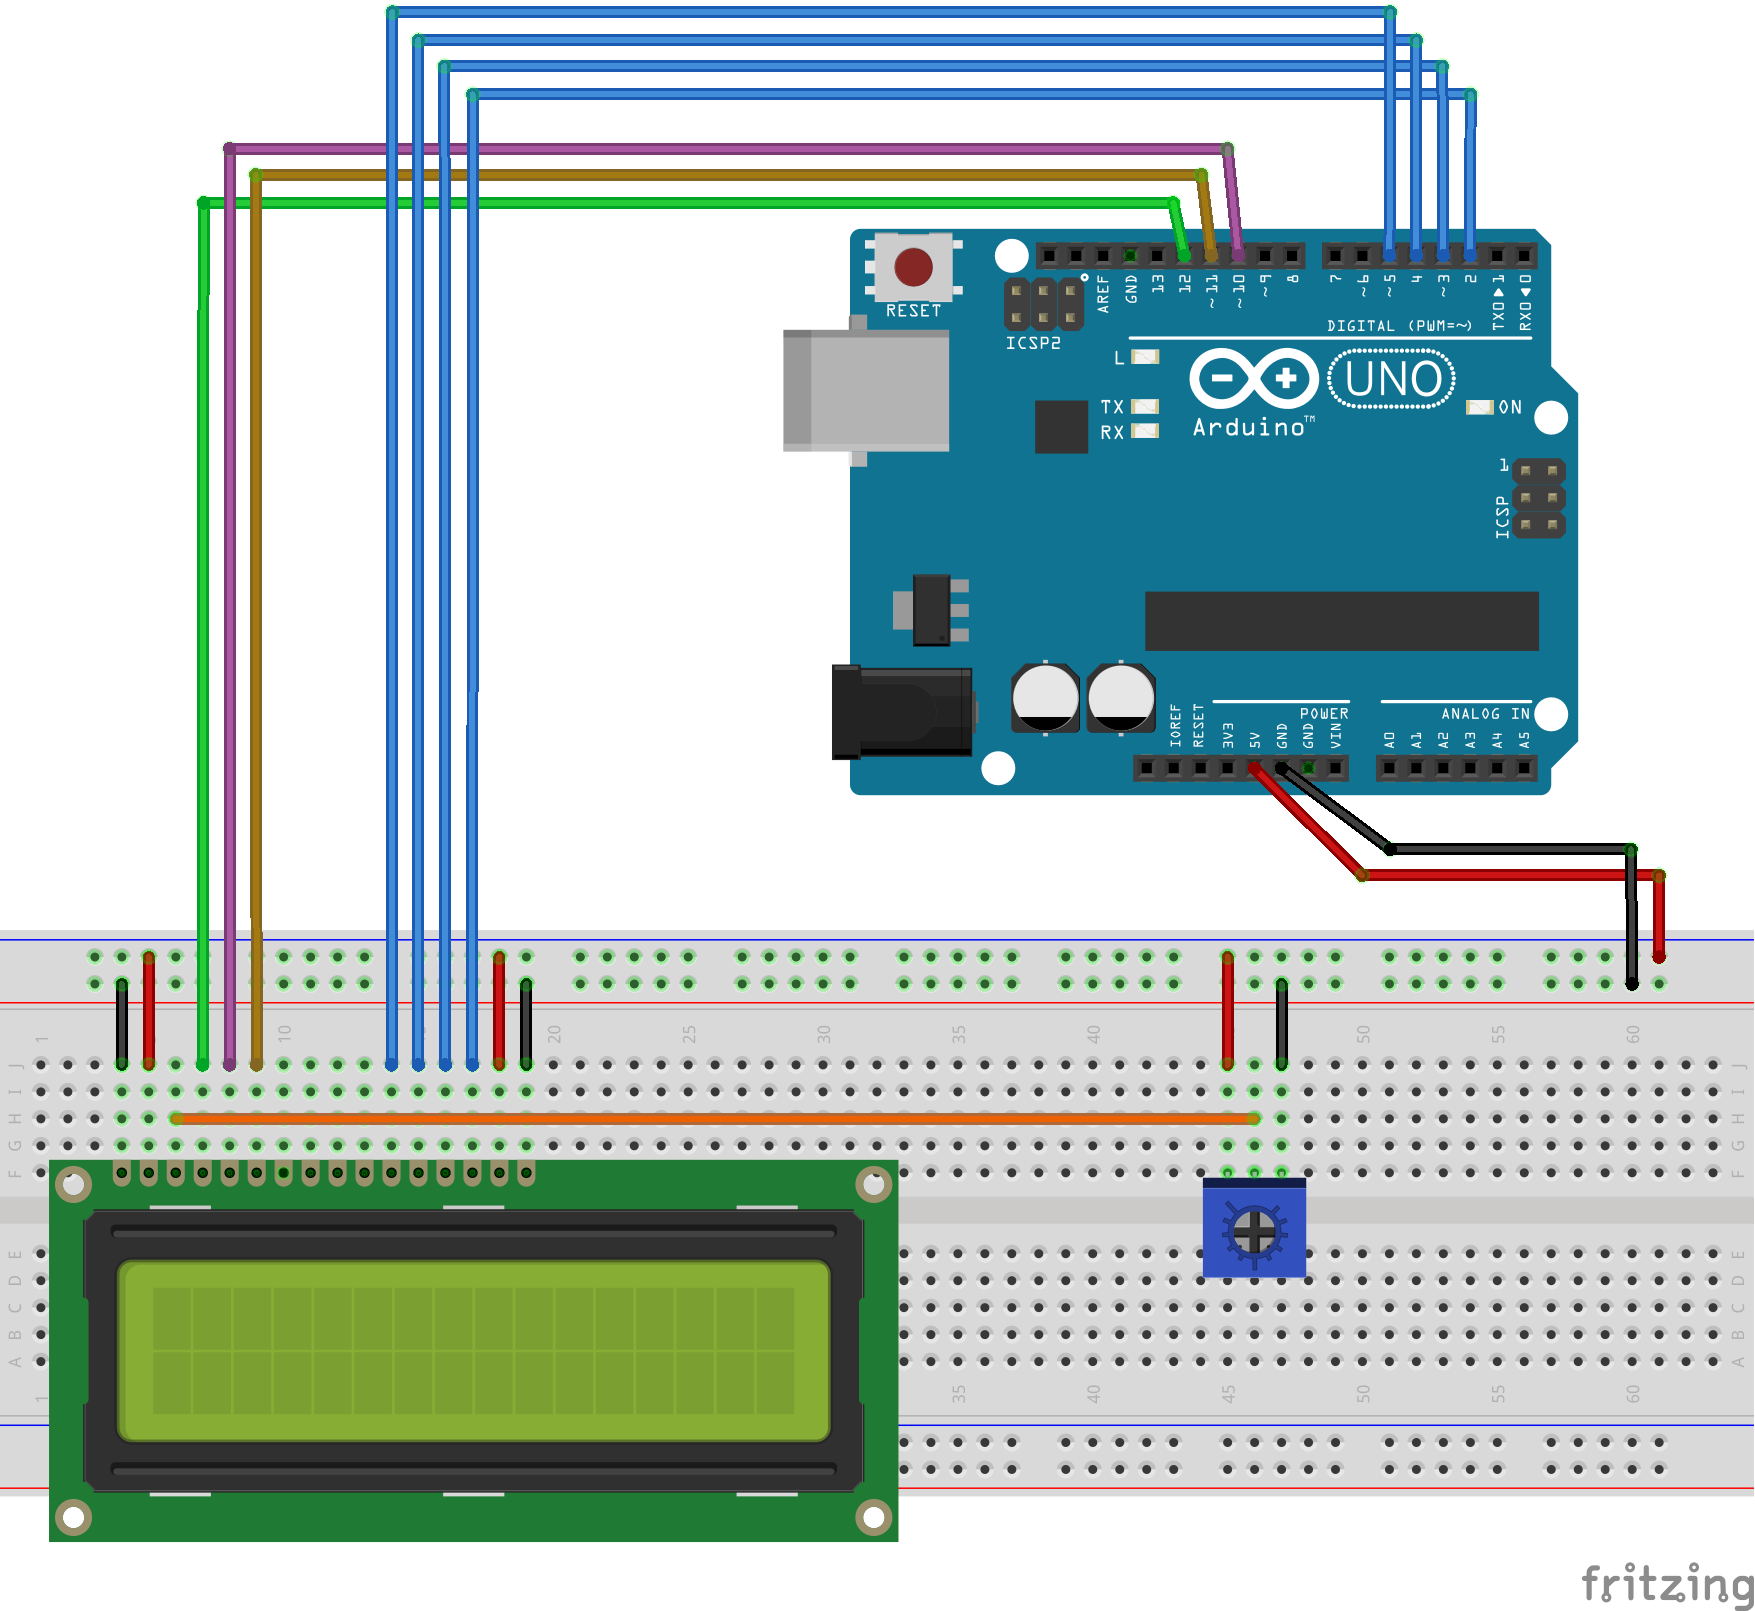 RESET
ICSP2
AREF
GND
13
12
~11
~10
~9
8
7
~6
~5
4
~3
2
TX0▶1
RX0◀0
DIGITAL (PWM=~)
L
TX
RX
UNO
Arduino™
ON
1
ICSP
IOREF
RESET
3V3
5V
GND
GND
VIN
POWER
A0
A1
A2
A3
A4
A5
ANALOG IN
1
10
20
25
30
35
40
50
55
60
J
I
H
G
F
J
I
H
G
F
E
D
C
B
A
E
D
C
B
A
1
35
40
45
50
55
60
fritzing